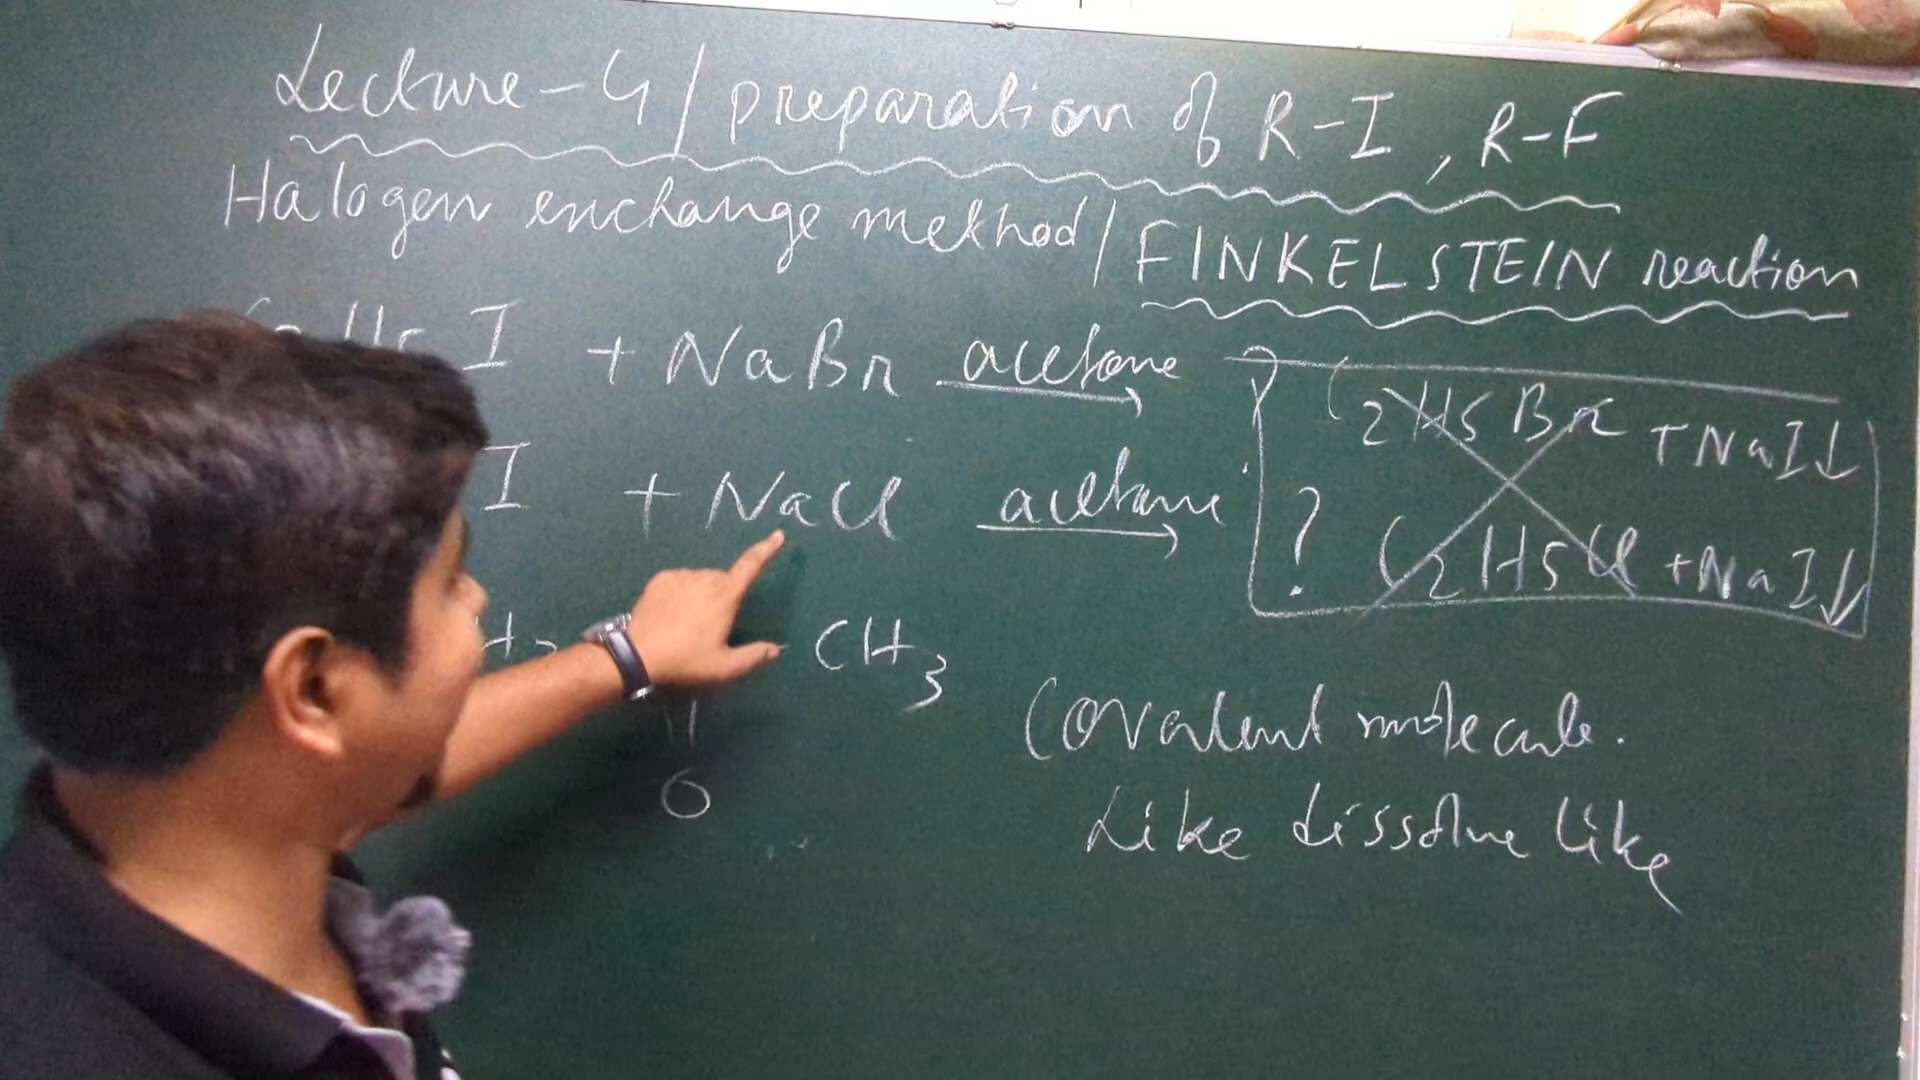 Lecture-4/preparation of R-I, R-F
Halogen enchange method/FINKELSTEIN reaction
I + NaBr acetone ? C2H5Br + NaI↓
I + NaCl acetone ? C2H5Cl + NaI↓
CH3
||
O
Covalent molecule.
Like dissolve like